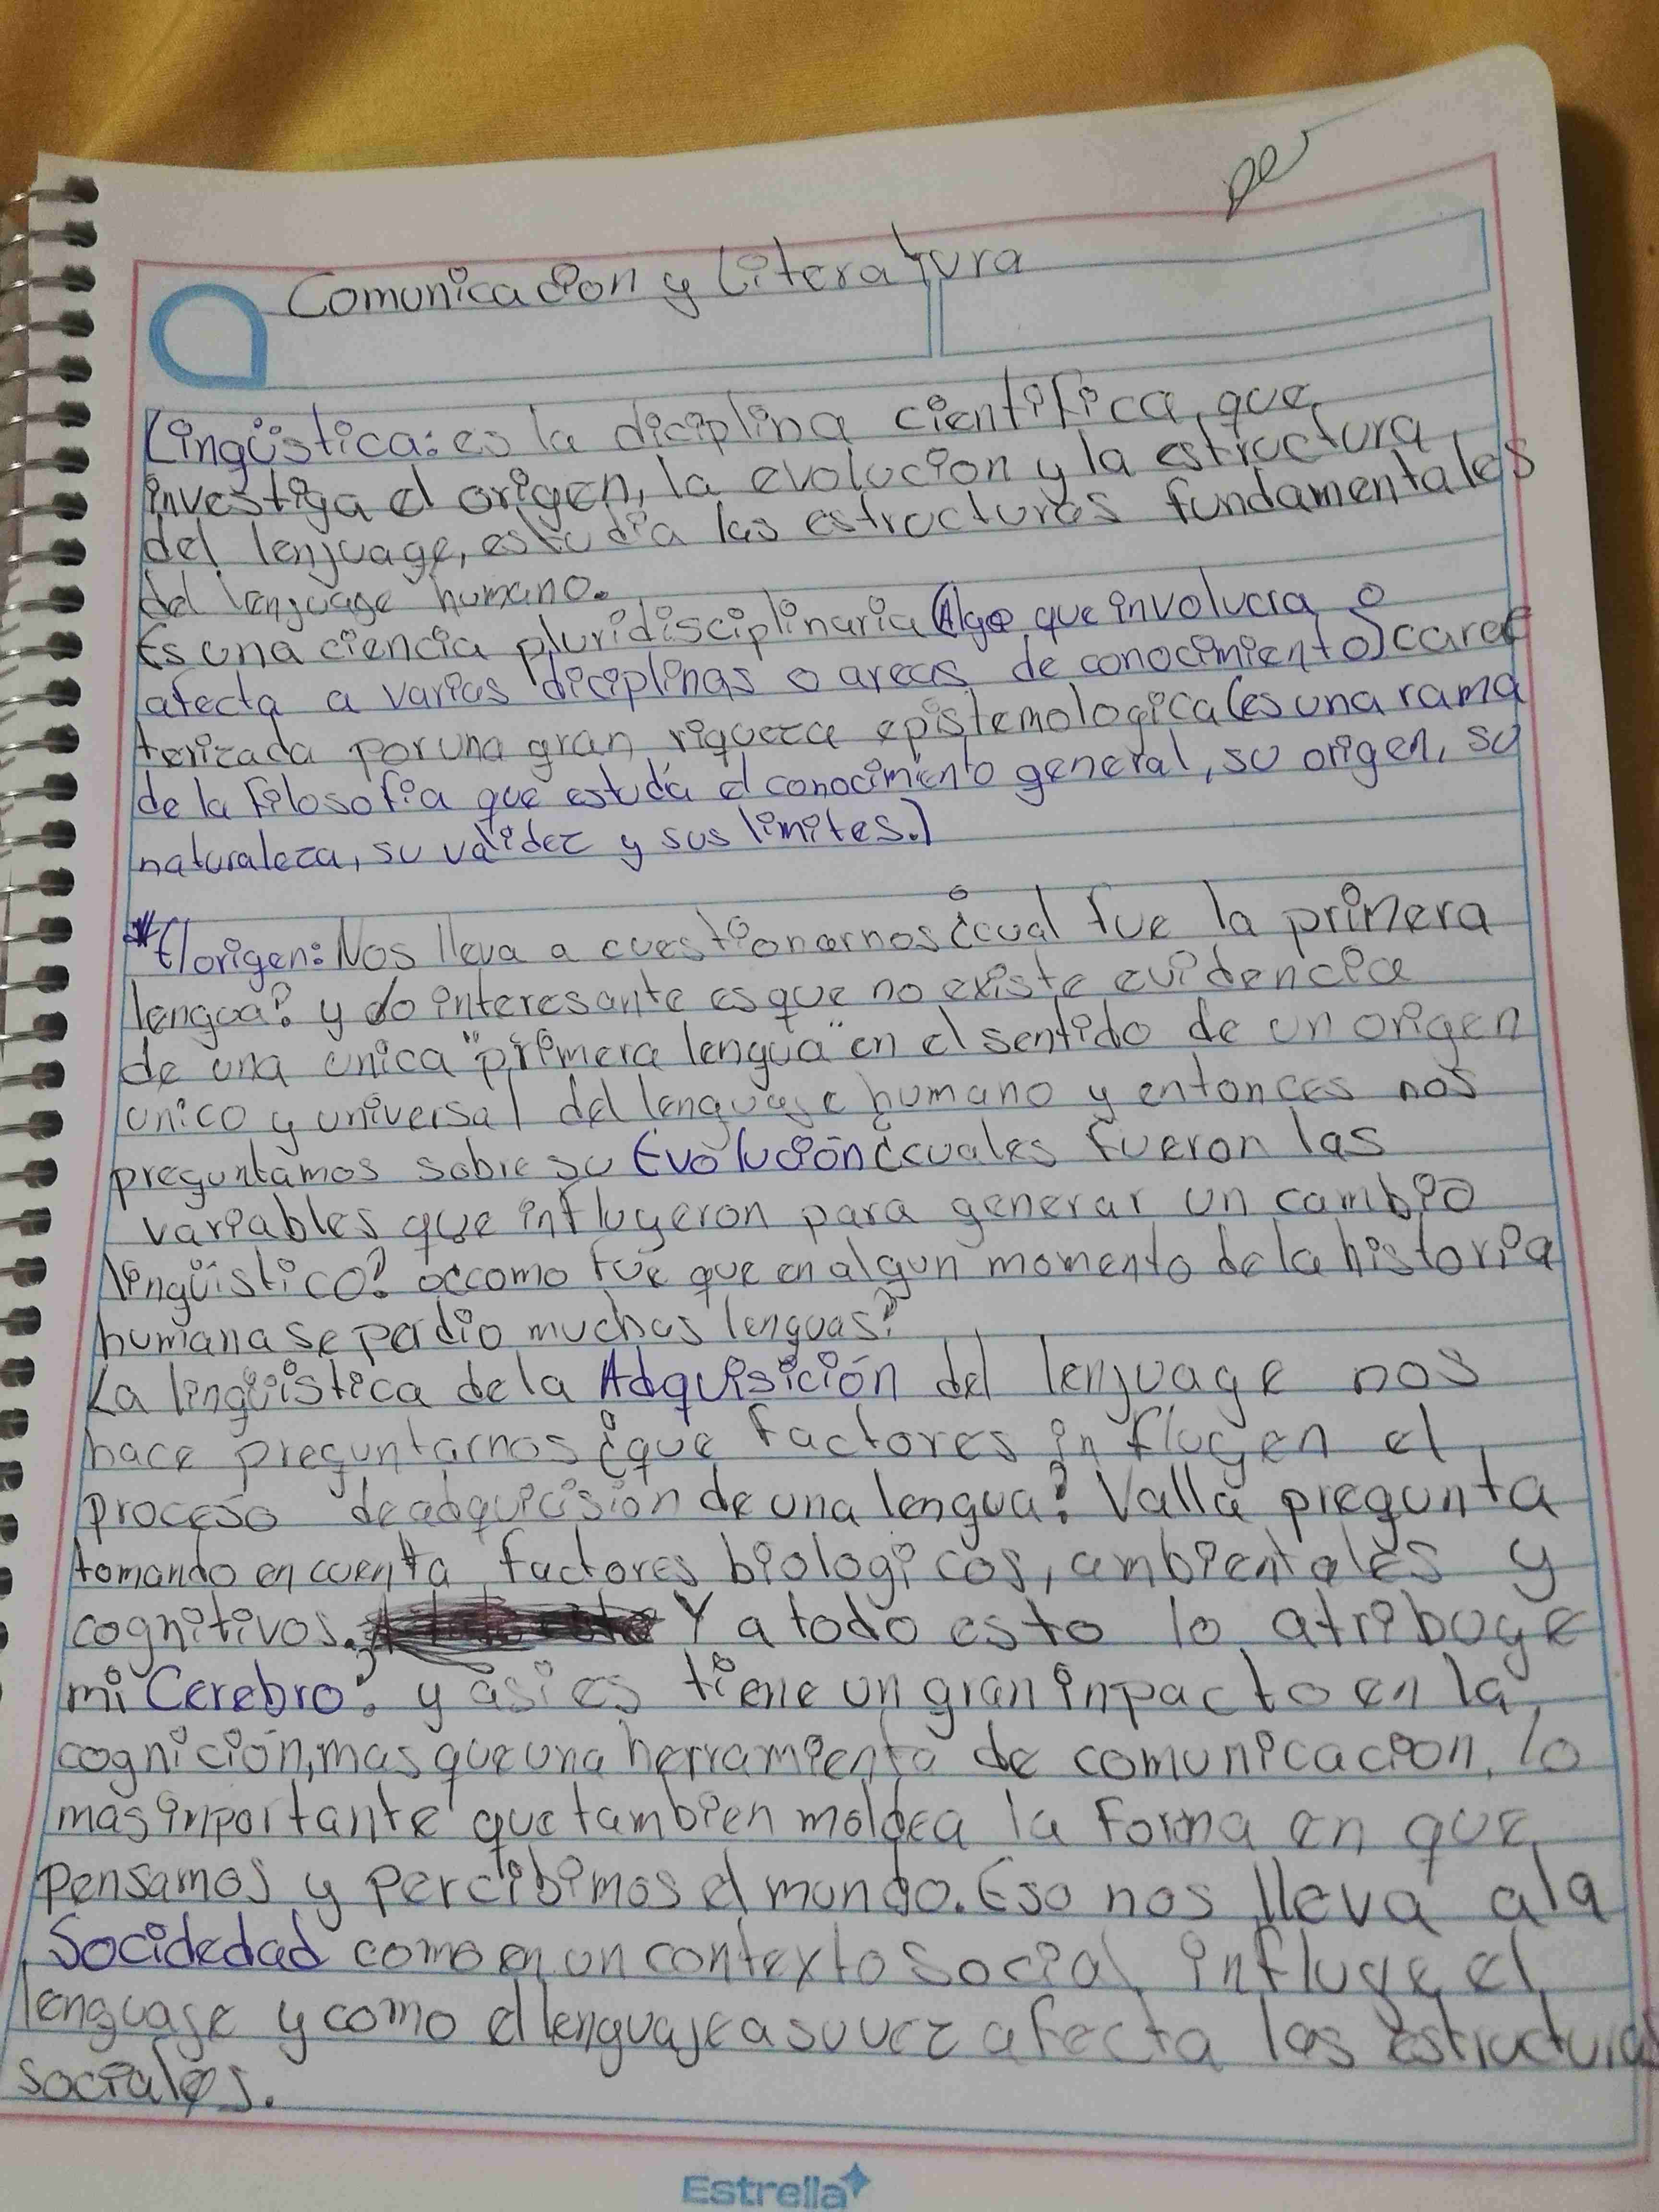 per
Comunicacion y Literatura
Lingüistica: es la diciplina cientifica, que
investiga el origen, la evolucion y la estructura
del lenjuage, estudia las estructuras fundamentales
del lenjuage humano.
Es una ciencia pluridisciplinaria (Algo que involucra o
afecta a varias diciplinas o areas de conocimiento) carac
terizada por una gran riqueza epistemologica (es una rama
de la filosofia que estudia el conocimiento general, su origen, su
naturaleza, su validez y sus limites.)
*El origen: Nos lleva a cuestionarnos ¿cual fue la primera
lengua? y lo interesante es que no existe evidencia
de una unica "primera lengua" en el sentido de un origen
unico y universal del lenguaje humano y entonces nos
preguntamos sobre su Evolución ¿cuales fueron las
variables que influyeron para generar un cambio
lingüistico? o ¿como fue que en algun momento de la historia
humana se perdio muchas lenguas?
La lingüistica de la Adquisición del lenjuage nos
hace preguntarnos ¿que factores influyen el
proceso de adquicisión de una lengua? Valla pregunta
tomando en cuenta factores biologicos, ambientales y
cognitivos. Y a todo esto lo atribuye
mi Cerebro? y asi es tiene un gran inpacto en la
cognición, mas que una herramienta de comunicacion, lo
mas inportante que tambien moldea la forma en que
pensamos y percibimos el mundo. Eso nos lleva a la
Socidedad como en un contexto social influye el
lenguaje y como el lenguaje a su vez afecta las estructuras
sociales.
Estrella